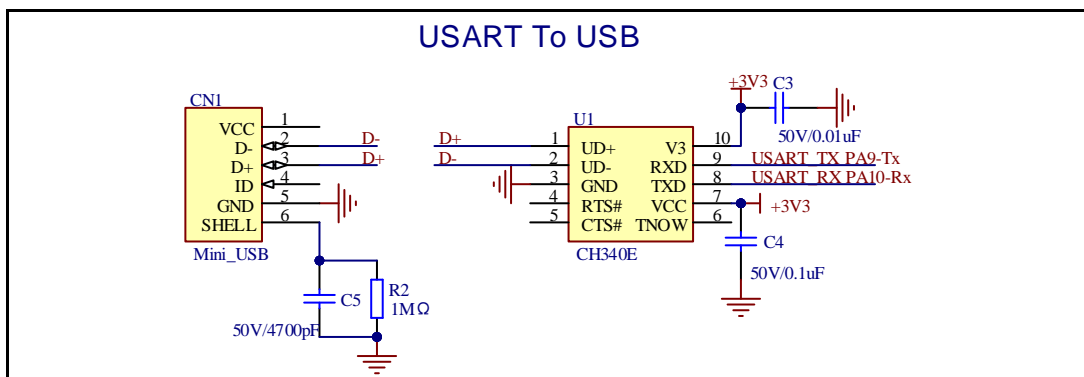 USART To USB
CN1
VCC 1
D- 2
D+ 3
ID 4
GND 5
SHELL 6
Mini_USB
D-
D+
C5
50V/4700pF
R2
1MΩ
D+
D-
U1
1 UD+
2 UD-
3 GND
4 RTS#
5 CTS#
V3 10
RXD 9
TXD 8
VCC 7
TNOW 6
CH340E
+3V3
C3
50V/0.01uF
USART_TX PA9-Tx
USART_RX PA10-Rx
+3V3
C4
50V/0.1uF